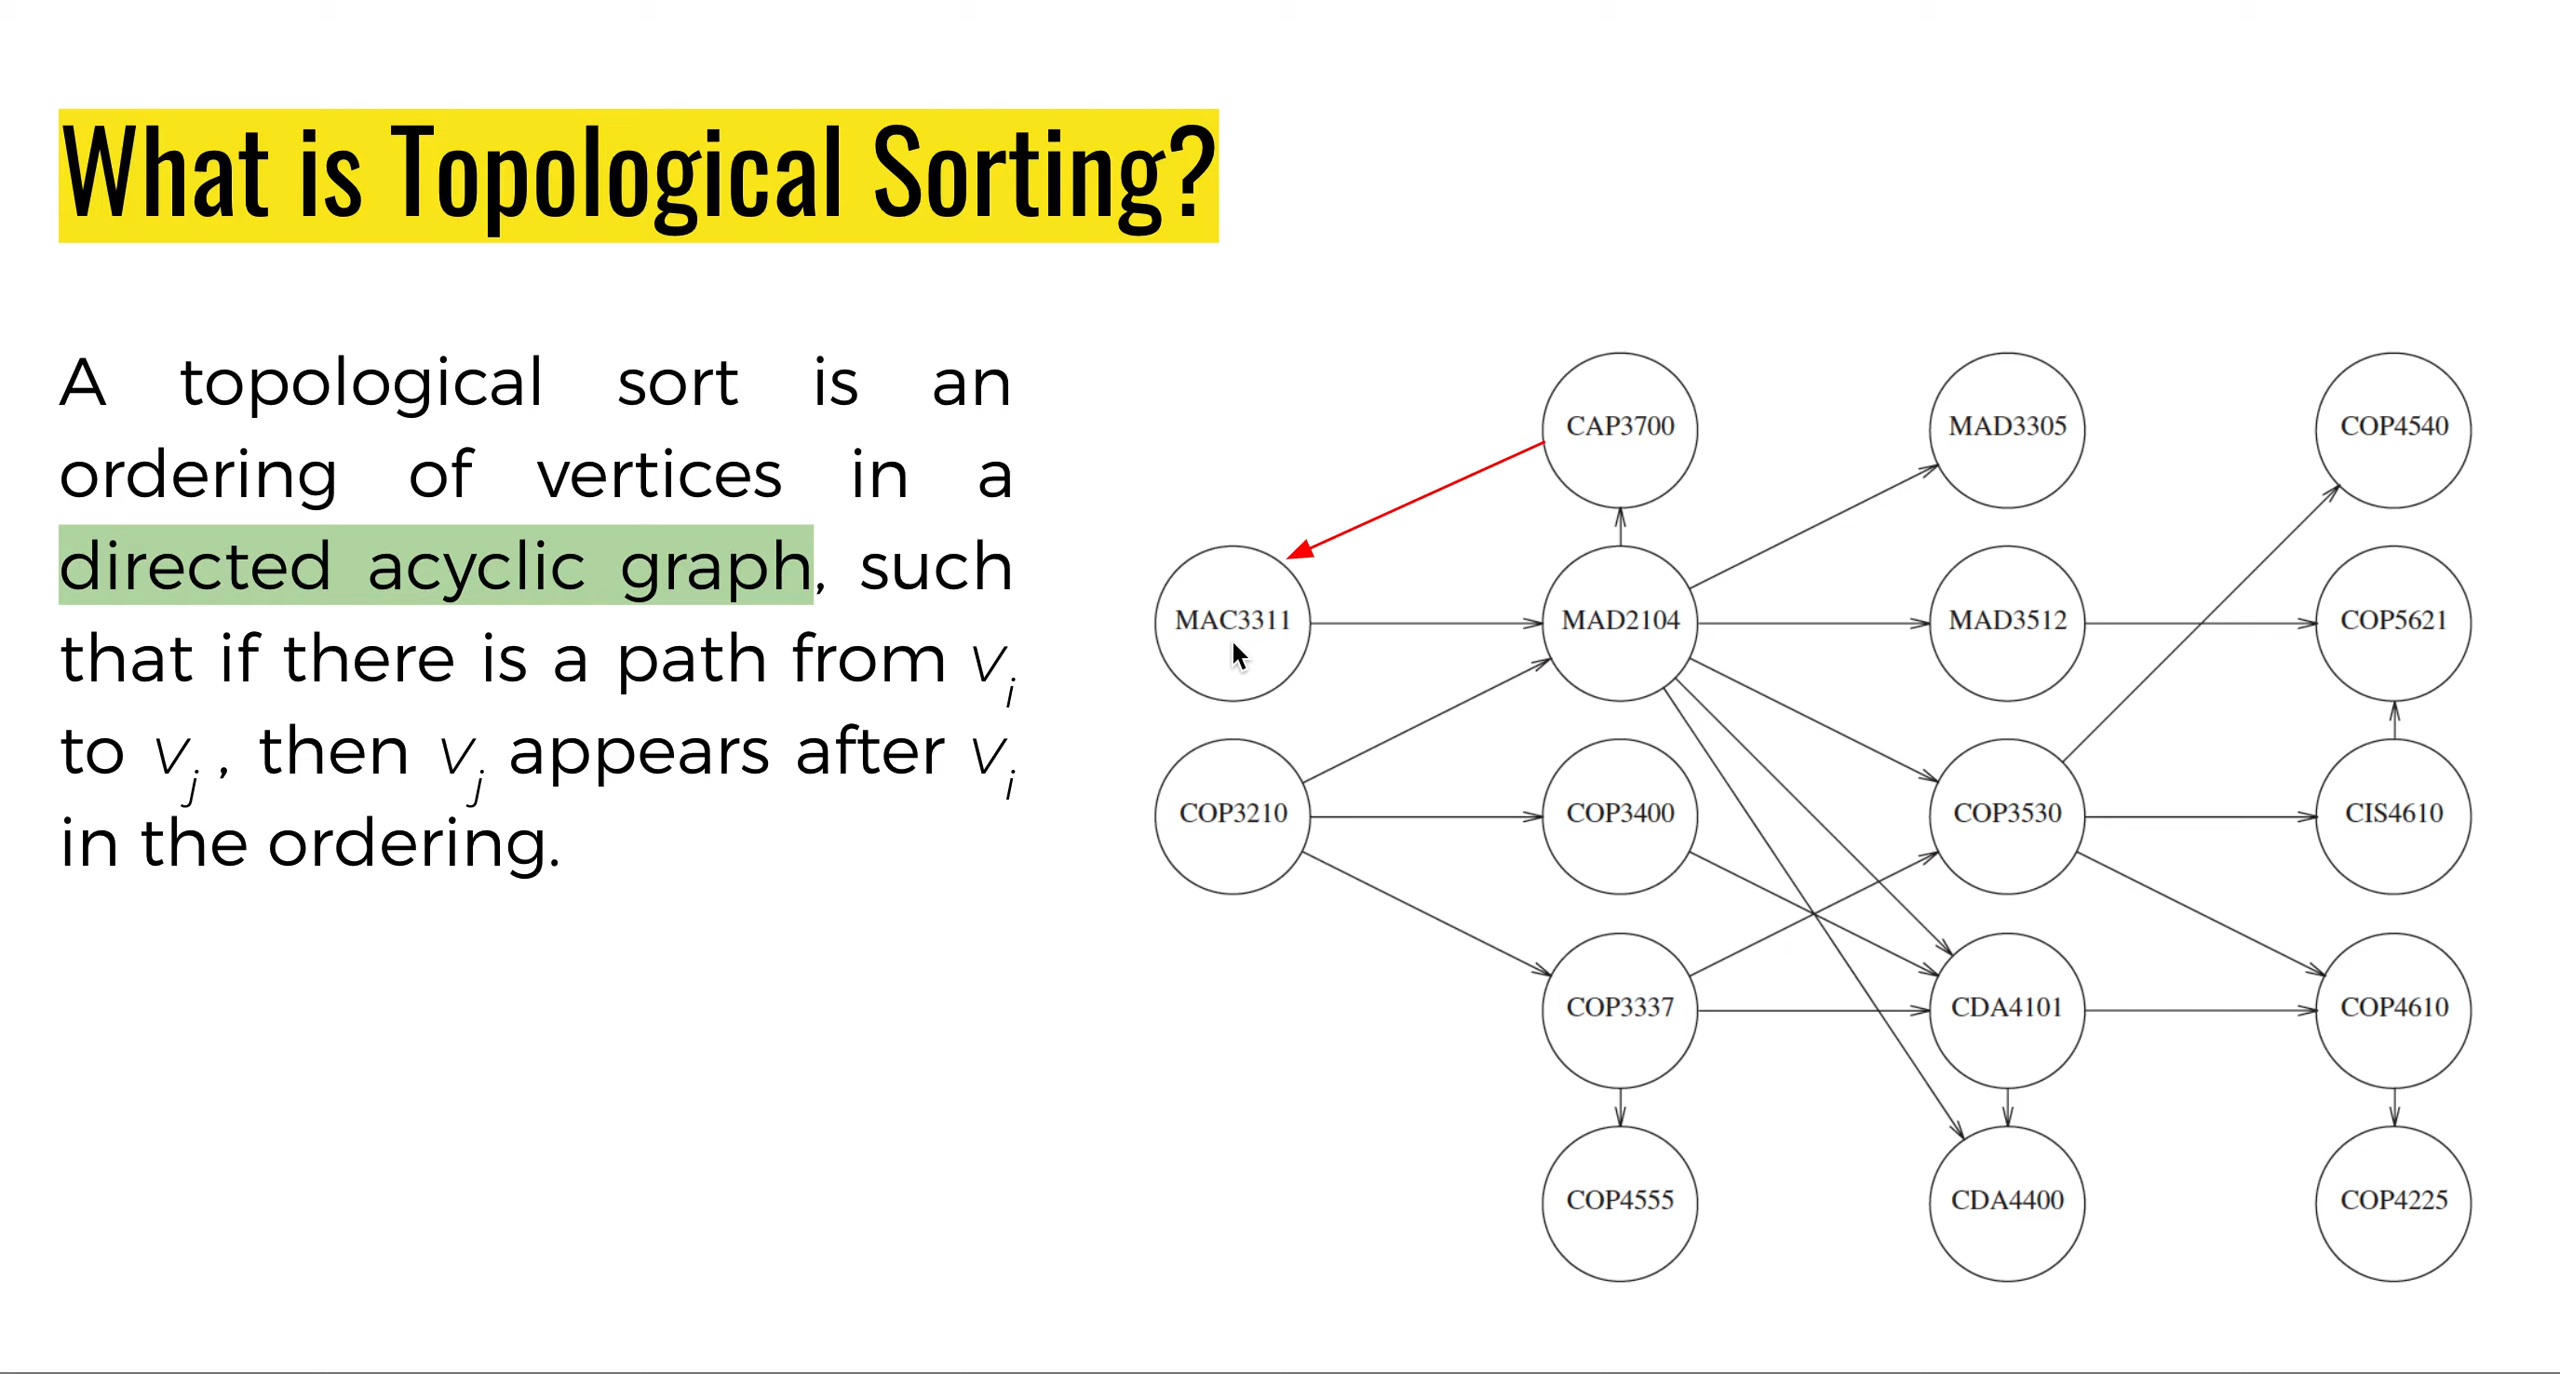 What is Topological Sorting?
A topological sort is an
ordering of vertices in a
directed acyclic graph, such
that if there is a path from vi
to vj , then vj appears after vi
in the ordering.
CAP3700
MAD3305
COP4540
MAC3311
MAD2104
MAD3512
COP5621
COP3210
COP3400
COP3530
CIS4610
COP3337
CDA4101
COP4610
COP4555
CDA4400
COP4225